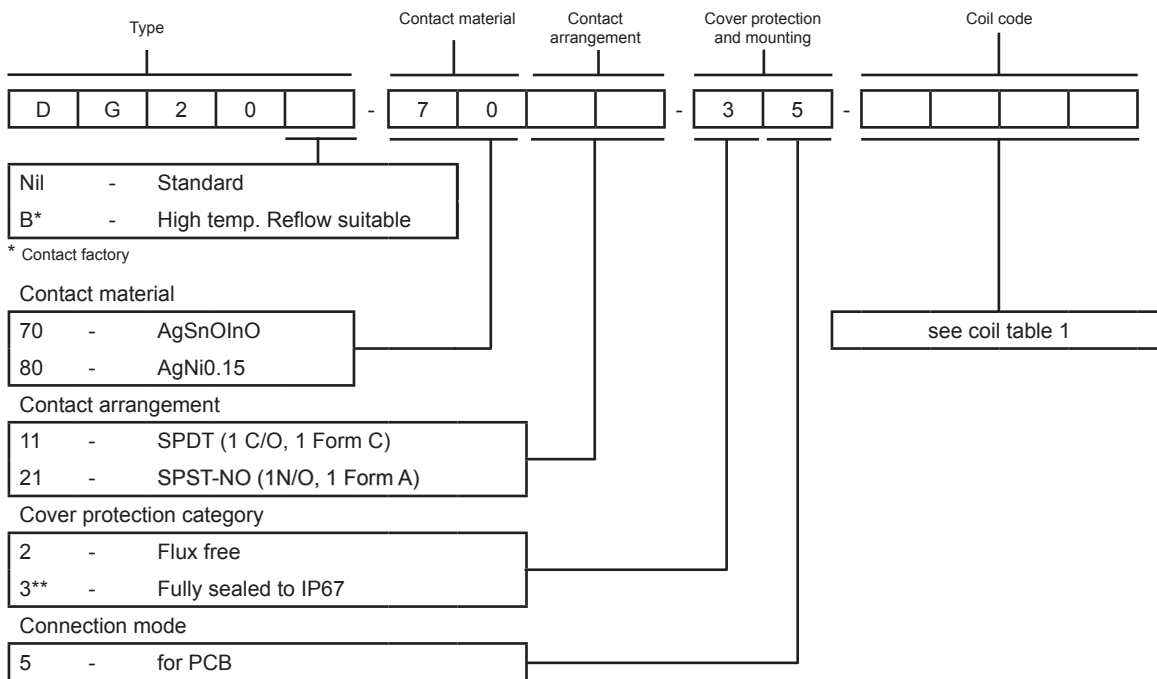 Type
Contact material
Contact
arrangement
Cover protection
and mounting
Coil code
D G 2 0 - 7 0 - 3 5 -
Nil - Standard
B* - High temp. Reflow suitable
* Contact factory
Contact material
70 - AgSnOInO
80 - AgNi0.15
see coil table 1
Contact arrangement
11 - SPDT (1 C/O, 1 Form C)
21 - SPST-NO (1N/O, 1 Form A)
Cover protection category
2 - Flux free
3** - Fully sealed to IP67
Connection mode
5 - for PCB